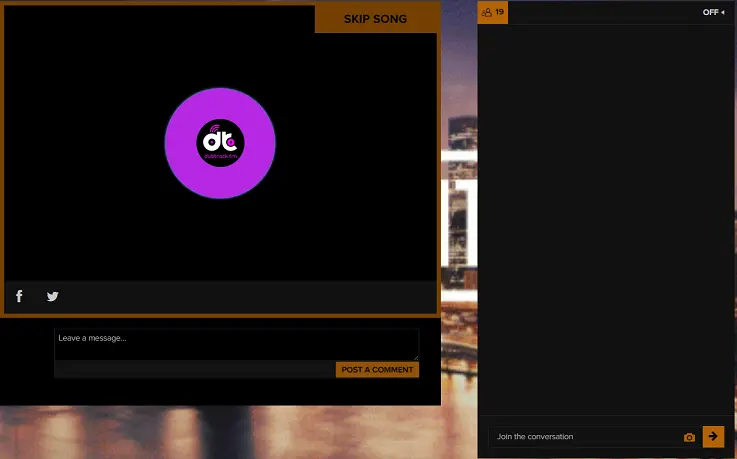 SKIP SONG
dt
dubtrack.fm
Leave a message...
POST A COMMENT
19
OFF
Join the conversation